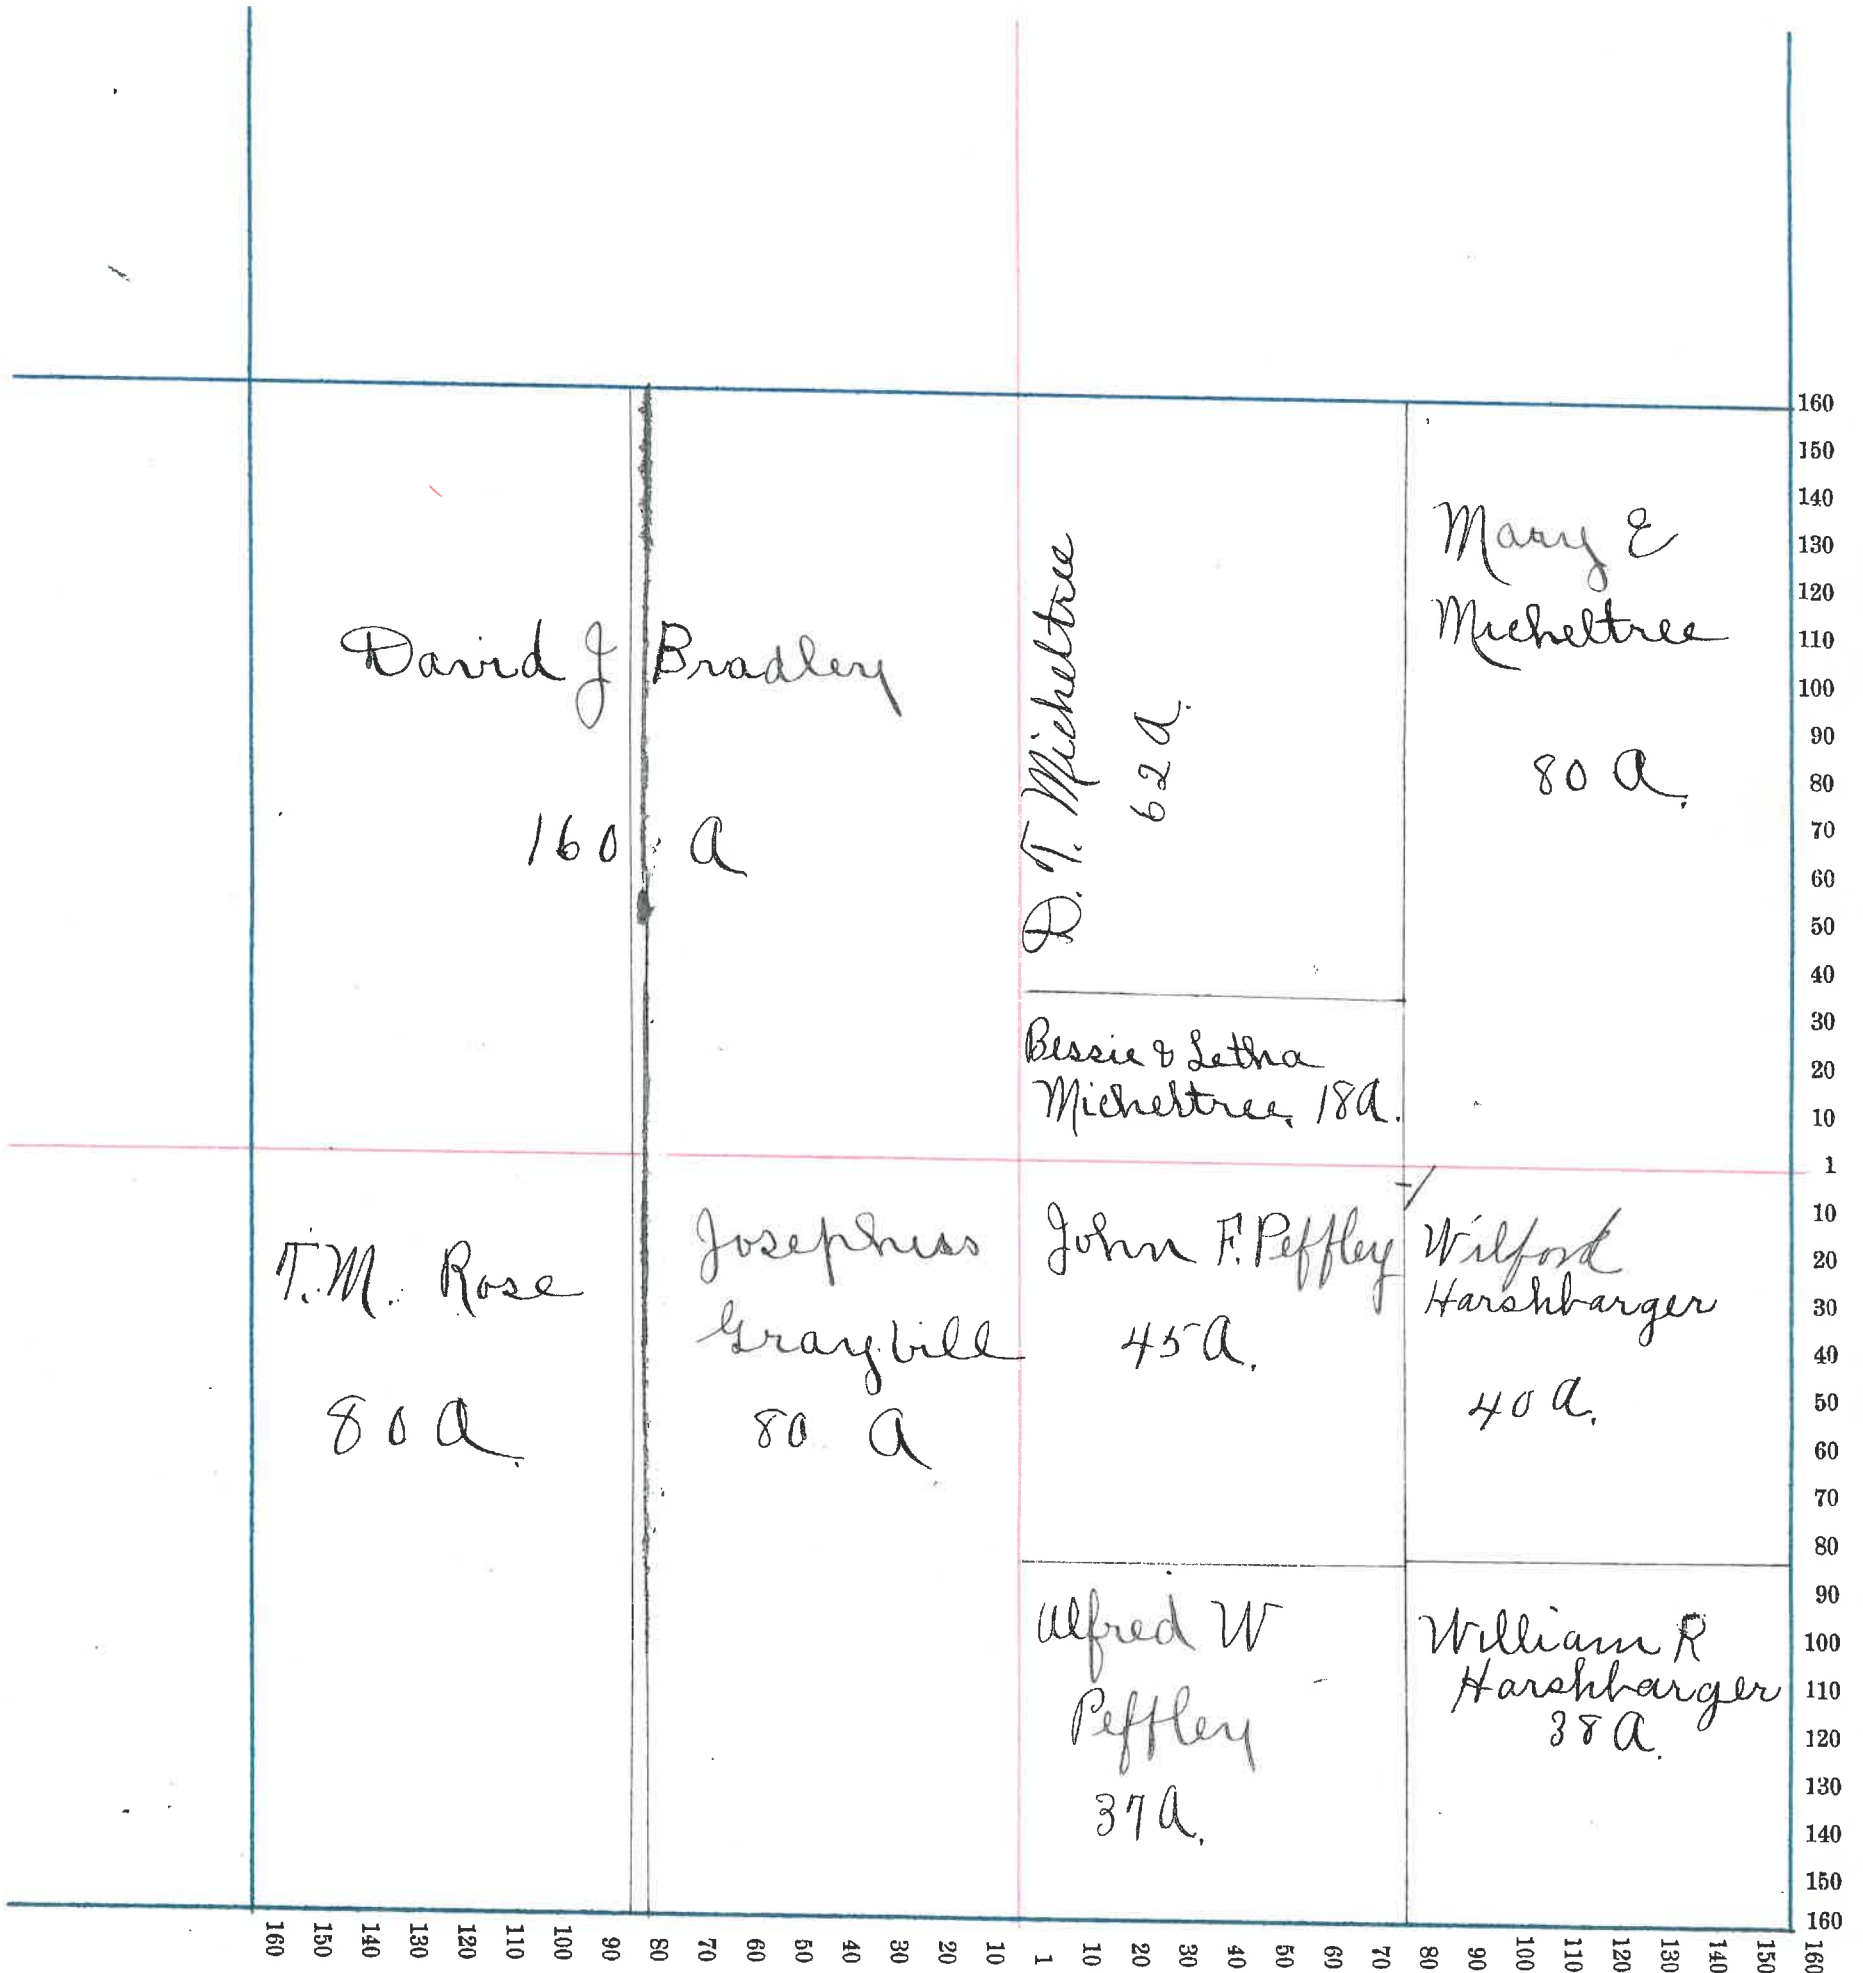 David J Bradley
160 A
D. T. Micheltree
62 A.
Mary E
Micheltree
80 A.
Bessie & Letha
Micheltree 18A.
T.M. Rose
80 A.
Josephus
Graybill
80 A
John F. Peffley
45 A.
Wilford
Harshbarger
40 A.
Alfred W
Peffley
37 A.
William R
Harshbarger
38 A.
160
150
140
130
120
110
100
90
80
70
60
50
40
30
20
10
1
10
20
30
40
50
60
70
80
90
100
110
120
130
140
150
160
160 150 140 130 120 110 100 90 80 70 60 50 40 30 20 10 1 10 20 30 40 50 60 70 80 90 100 110 120 130 140 150 160